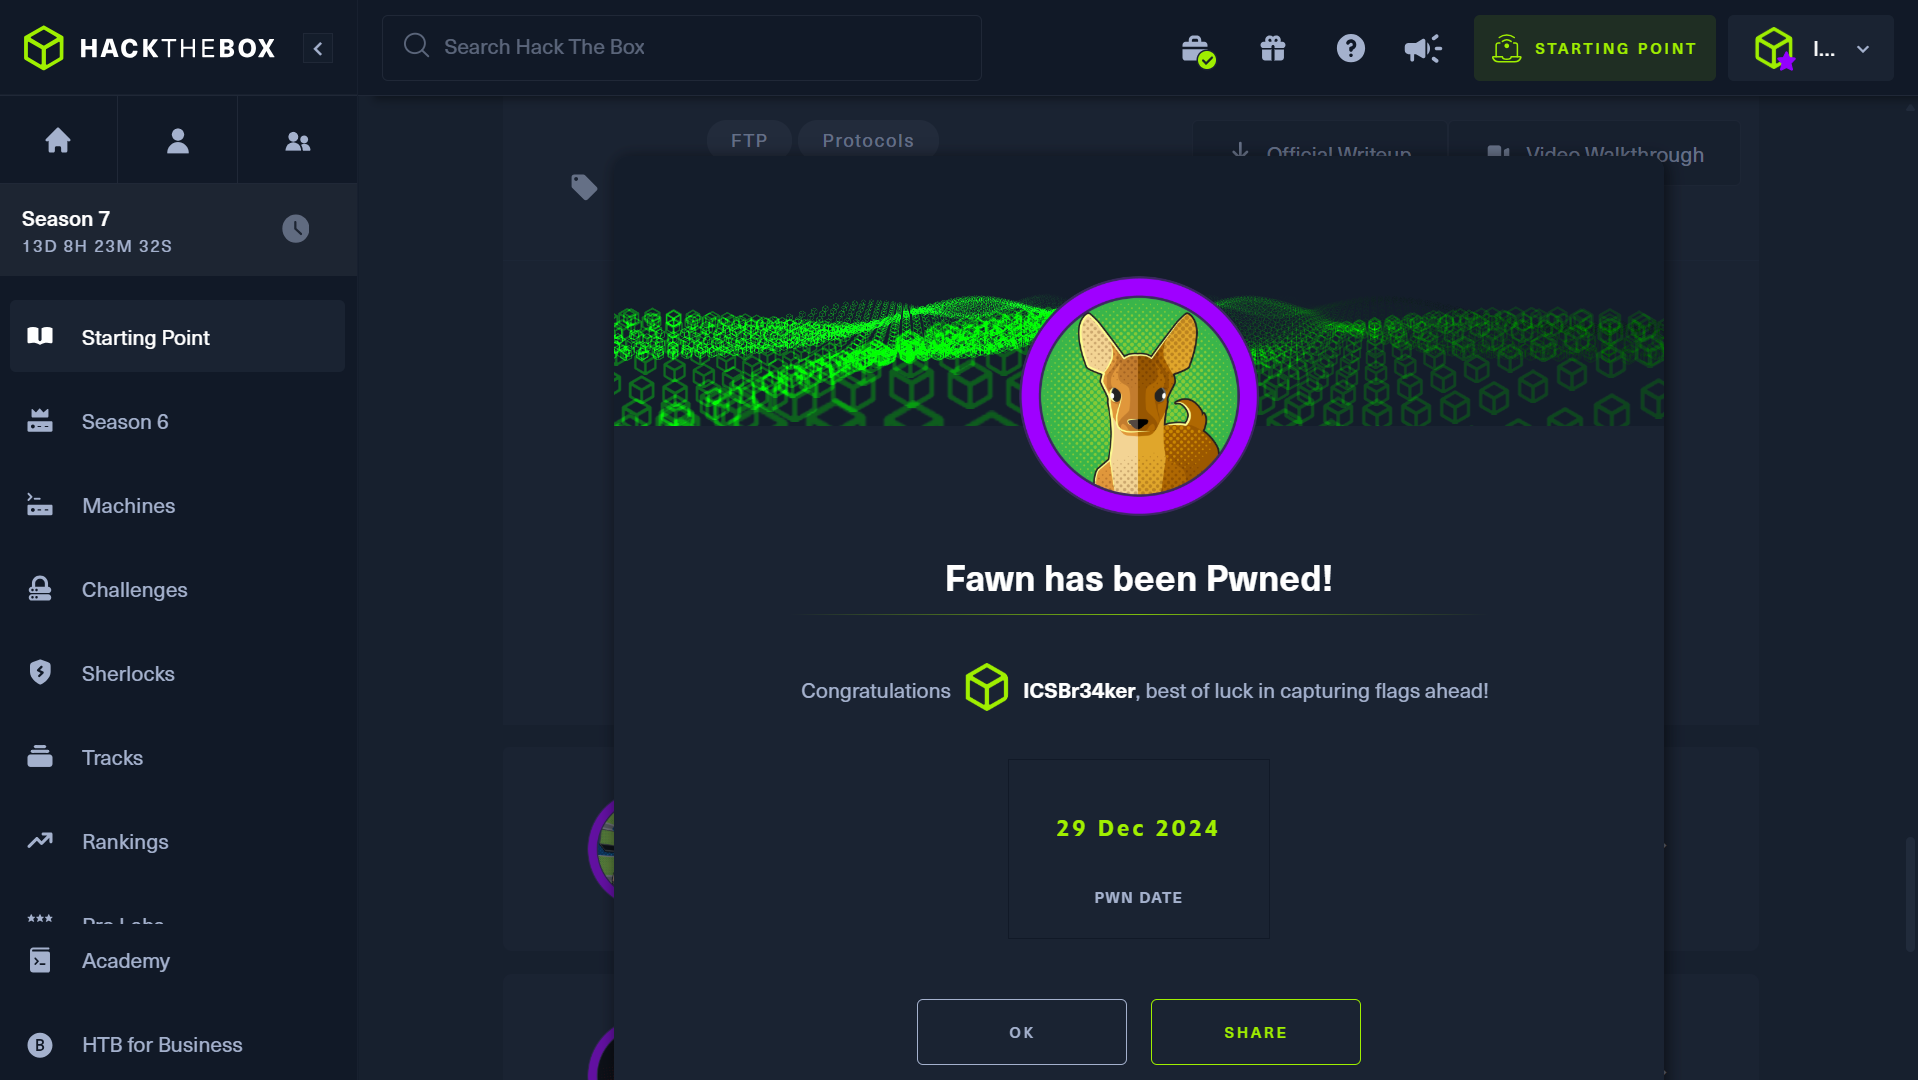 HACKTHEBOX
Search Hack The Box
STARTING POINT
I...
Season 7
13D 8H 23M 32S
FTP
Protocols
Official Writeup
Video Walkthrough
Starting Point
Season 6
Machines
Challenges
Sherlocks
Tracks
Rankings
Pro Labs
Academy
B
HTB for Business
Fawn has been Pwned!
Congratulations ICSBr34ker, best of luck in capturing flags ahead!
29 Dec 2024
PWN DATE
OK
SHARE